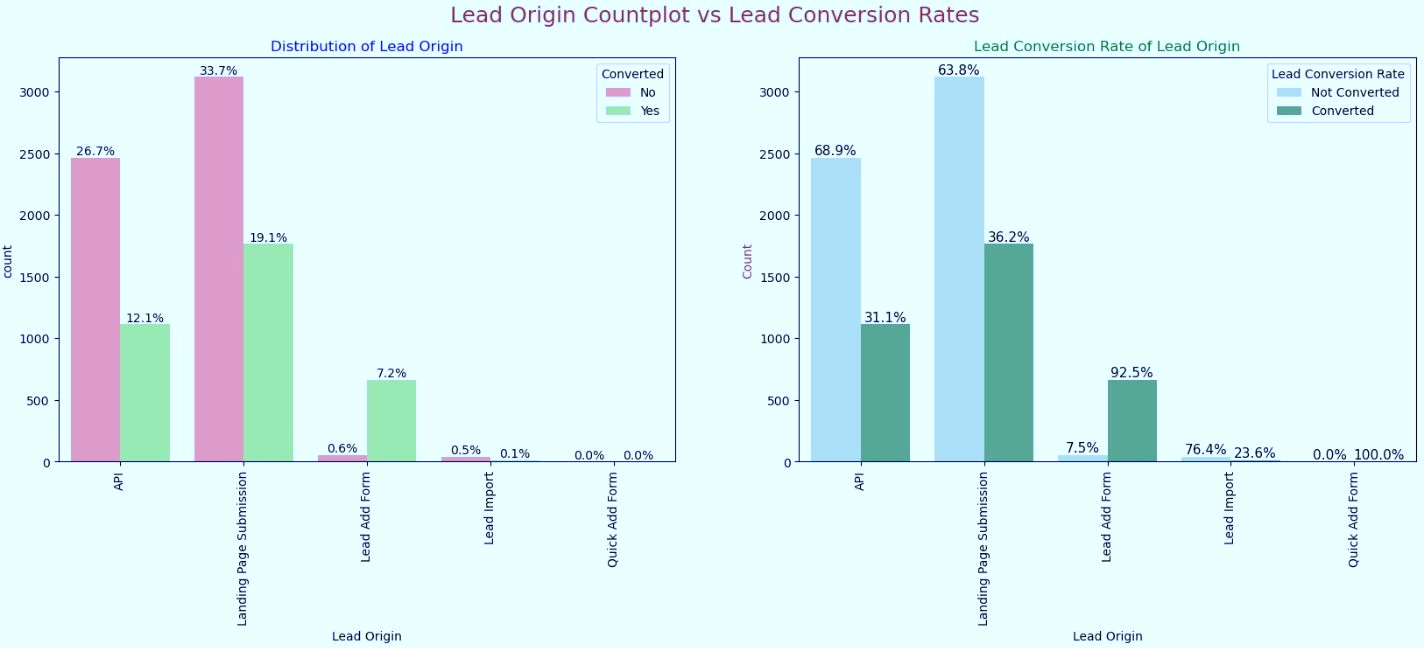 Lead Origin Countplot vs Lead Conversion Rates
Distribution of Lead Origin
count
3000
2500
2000
1500
1000
500
0
Converted
No
Yes
26.7%
12.1%
33.7%
19.1%
0.6%
7.2%
0.5%
0.1%
0.0%
0.0%
API
Landing Page Submission
Lead Add Form
Lead Import
Quick Add Form
Lead Origin
Lead Conversion Rate of Lead Origin
Count
3000
2500
2000
1500
1000
500
0
Lead Conversion Rate
Not Converted
Converted
68.9%
31.1%
63.8%
36.2%
7.5%
92.5%
76.4%
23.6%
0.0%
100.0%
API
Landing Page Submission
Lead Add Form
Lead Import
Quick Add Form
Lead Origin